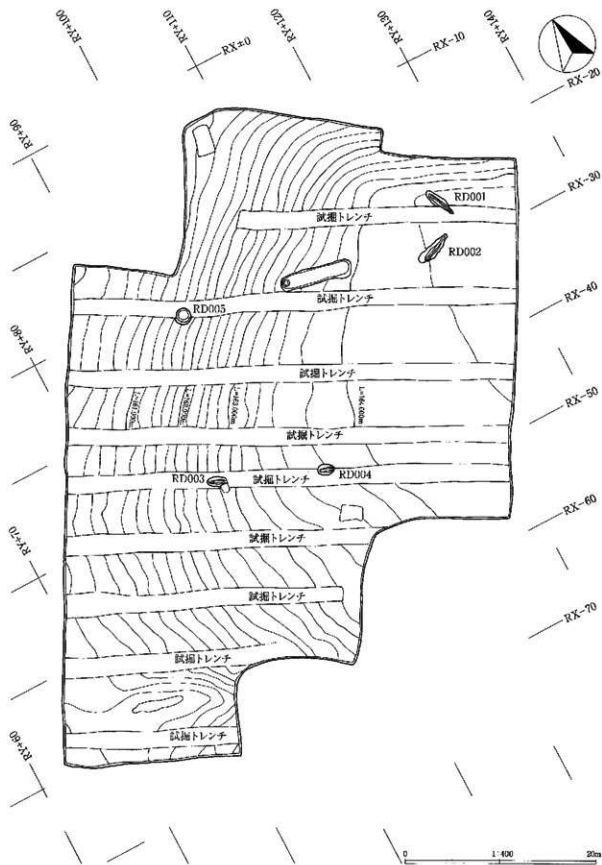 RY+100
RY+110
RX±0
RY+120
RY+130
RX-10
RY+140
RX-20
RY+90
RX-30
RD001
試掘トレンチ
RD002
試掘トレンチ
RX-40
RD005
RY+80
試掘トレンチ
L=164.000m
RX-50
試掘トレンチ
RD003
試掘トレンチ
RD004
RX-60
RY+70
試掘トレンチ
試掘トレンチ
RX-70
試掘トレンチ
RY+60
試掘トレンチ
0
1:400
20m